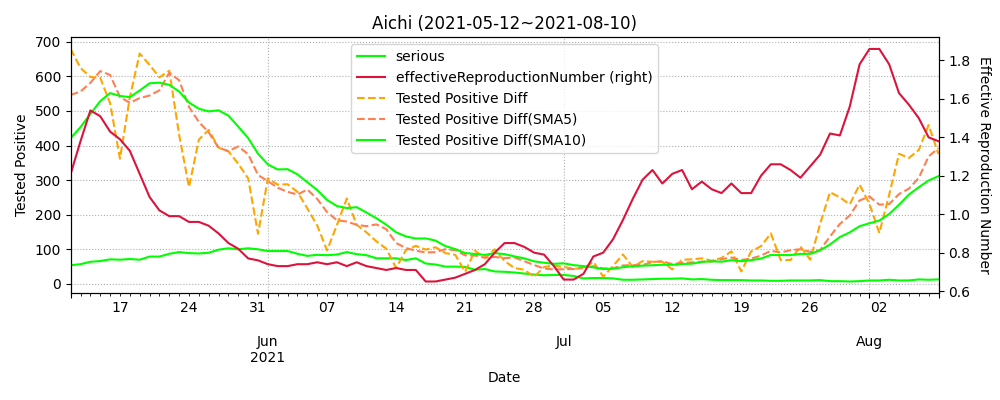 Aichi (2021-05-12~2021-08-10)
serious
effectiveReproductionNumber (right)
Tested Positive Diff
Tested Positive Diff(SMA5)
Tested Positive Diff(SMA10)
Tested Positive
700
600
500
400
300
200
100
0
Effective Reproduction Number
1.8
1.6
1.4
1.2
1.0
0.8
0.6
17 24 31 07 14 21 28 05 12 19 26 02
Jun Jul Aug
2021
Date